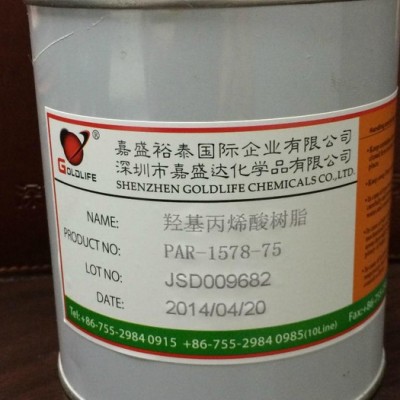 GOLDLIFE
®
嘉盛裕泰国际企业有限公司
深圳市嘉盛达化学品有限公司
SHENZHEN GOLDLIFE CHEMICALS CO.,LTD.
NAME: 羟基丙烯酸树脂
PRODUCT NO: PAR-1578-75
LOT NO: JSD009682
DATE: 2014/04/20
Tel:+86-755-2984 0915 +86-755-2984 0985(10Line)